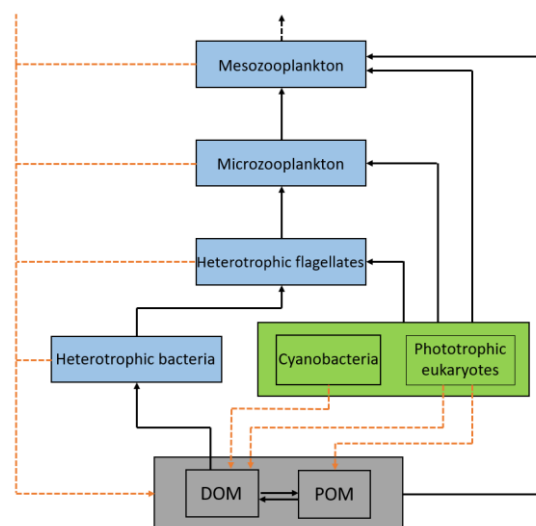 Mesozooplankton
Microzooplankton
Heterotrophic flagellates
Heterotrophic bacteria
Cyanobacteria
Phototrophic
eukaryotes
DOM
POM